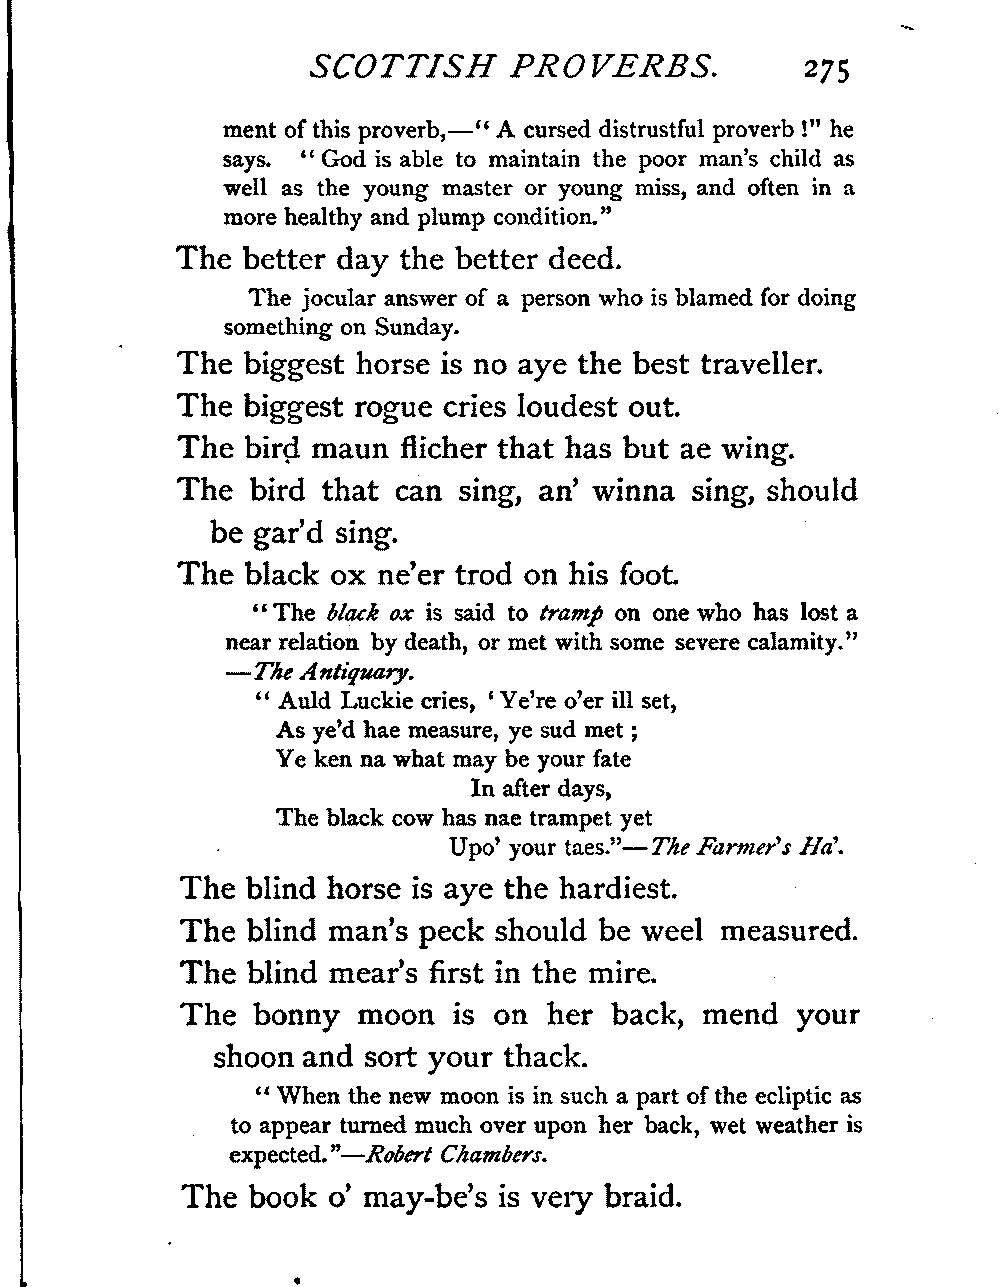 SCOTTISH PROVERBS. 275
ment of this proverb,—" A cursed distrustful proverb !" he
says. " God is able to maintain the poor man's child as
well as the young master or young miss, and often in a
more healthy and plump condition."
The better day the better deed.
The jocular answer of a person who is blamed for doing
something on Sunday.
The biggest horse is no aye the best traveller.
The biggest rogue cries loudest out.
The bird maun flicher that has but ae wing.
The bird that can sing, an' winna sing, should
be gar'd sing.
The black ox ne'er trod on his foot.
" The black ox is said to tramp on one who has lost a
near relation by death, or met with some severe calamity."
—The Antiquary.
" Auld Luckie cries, ' Ye're o'er ill set,
As ye'd hae measure, ye sud met ;
Ye ken na what may be your fate
In after days,
The black cow has nae trampet yet
Upo' your taes."—The Farmer's Ha'.
The blind horse is aye the hardiest.
The blind man's peck should be weel measured.
The blind mear's first in the mire.
The bonny moon is on her back, mend your
shoon and sort your thack.
" When the new moon is in such a part of the ecliptic as
to appear turned much over upon her back, wet weather is
expected."—Robert Chambers.
The book o' may-be's is very braid.